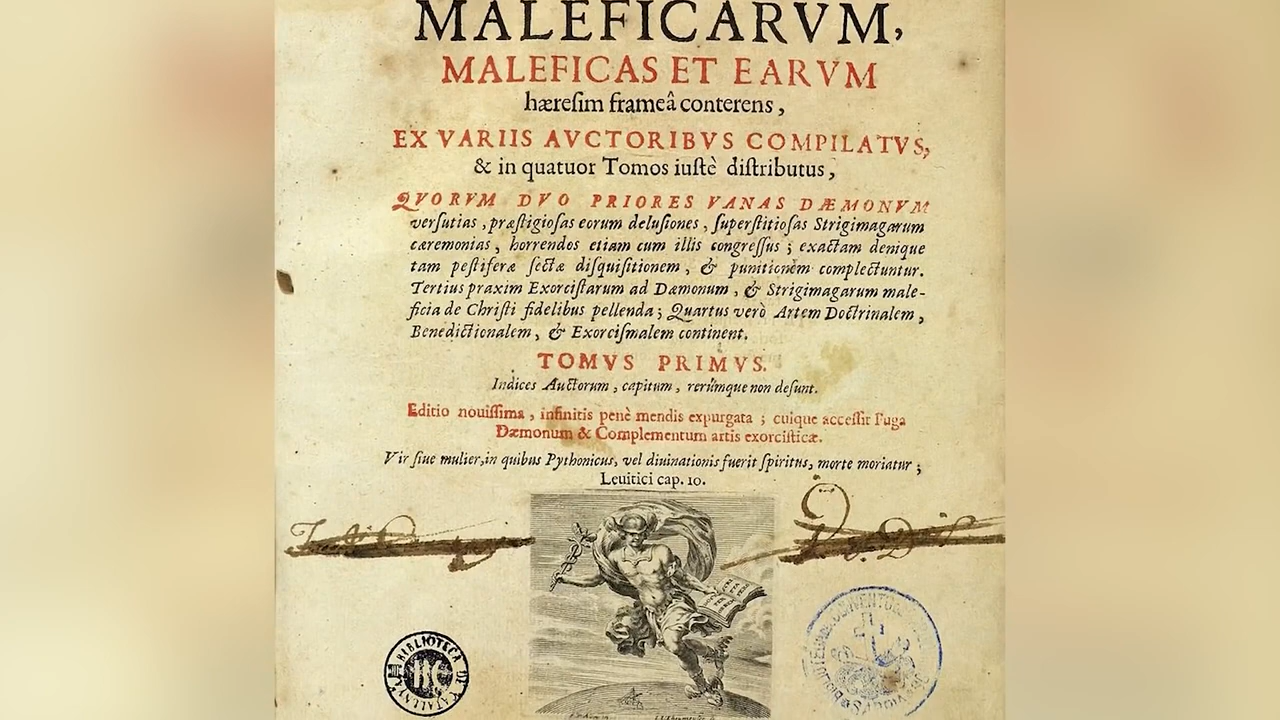 MALEFICARVM,
MALEFICAS ET EARVM
hæresim frameâ conterens,
EX VARIIS AVCTORIBVS COMPILATVS,
& in quatuor Tomos iustè distributus,
QVORVM DVO PRIORES VANAS DÆMONVM
versutias, præstigiosas eorum delusiones, superstitiosas Strigimagarum
cæremonias, horrendos etiam cum illis congressus; exactam denique
tam pestiferæ sectæ disquisitionem, & punitionem complectuntur.
Tertius praxim Exorcistarum ad Dæmonum, & Strigimagarum male-
ficia de Christi fidelibus pellenda; Quartus verò Artem Doctrinalem,
Benedictionalem, & Exorcismalem continent.
TOMVS PRIMVS.
Indices Auctorum, capitum, rerúmque non desunt.
Editio nouissima, infinitis penè mendis expurgata; cuique accessit Fuga
Dæmonum & Complementum artis exorcisticæ.
Vir siue mulier, in quibus Pythonicus, vel diuinationis fuerit spiritus, morte moriatur;
Leuitici cap. 10.
BIBLIOTECA DE CATALUNYA